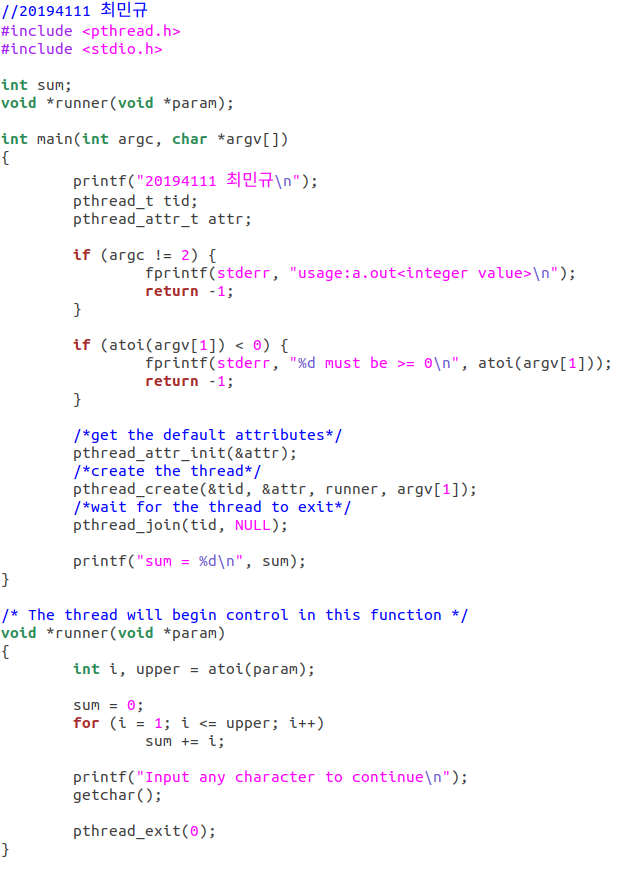 //20194111 최민규
#include <pthread.h>
#include <stdio.h>

int sum;
void *runner(void *param);

int main(int argc, char *argv[])
{
        printf("20194111 최민규\n");
        pthread_t tid;
        pthread_attr_t attr;

        if (argc != 2) {
                fprintf(stderr, "usage:a.out<integer value>\n");
                return -1;
        }

        if (atoi(argv[1]) < 0) {
                fprintf(stderr, "%d must be >= 0\n", atoi(argv[1]));
                return -1;
        }

        /*get the default attributes*/
        pthread_attr_init(&attr);
        /*create the thread*/
        pthread_create(&tid, &attr, runner, argv[1]);
        /*wait for the thread to exit*/
        pthread_join(tid, NULL);

        printf("sum = %d\n", sum);
}

/* The thread will begin control in this function */
void *runner(void *param)
{
        int i, upper = atoi(param);

        sum = 0;
        for (i = 1; i <= upper; i++)
                sum += i;

        printf("Input any character to continue\n");
        getchar();

        pthread_exit(0);
}